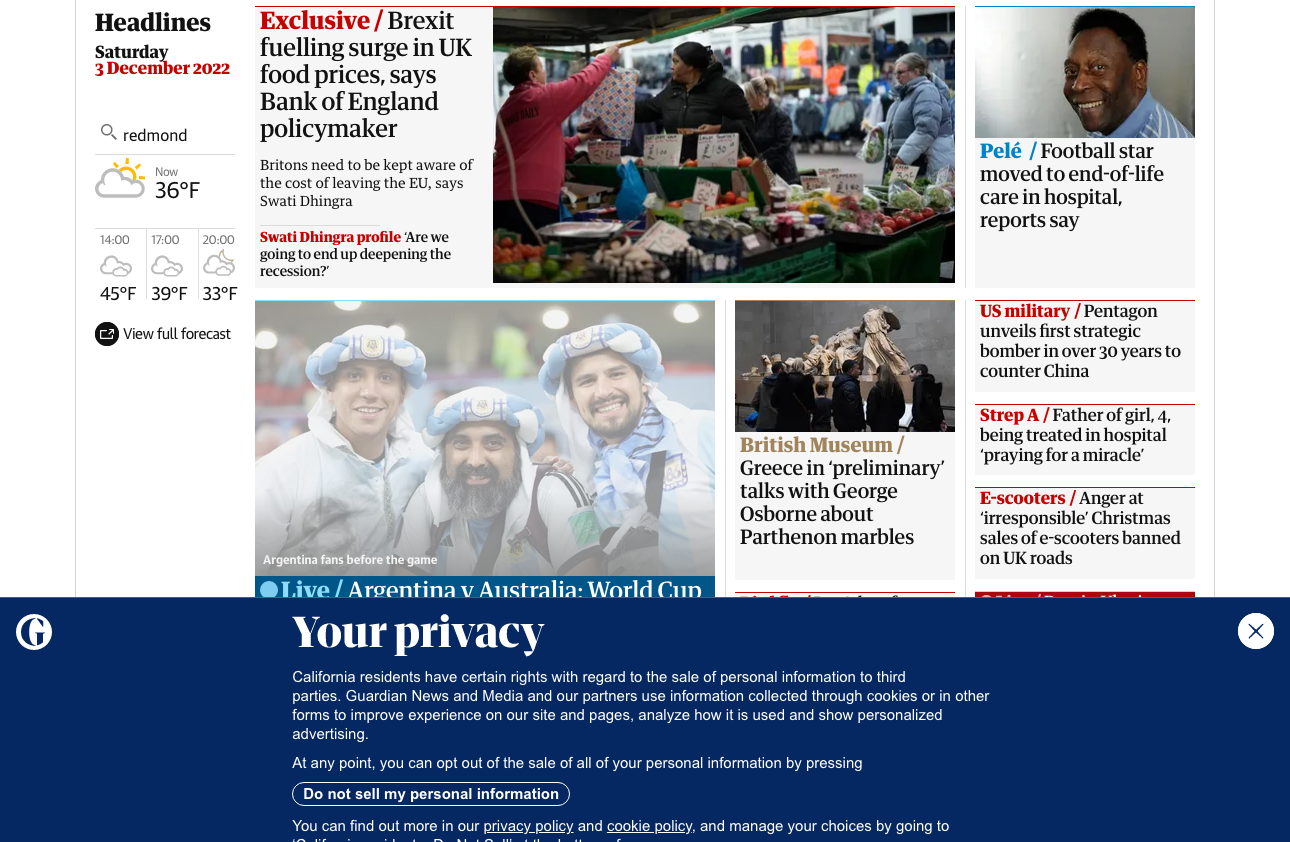 Headlines
Saturday
3 December 2022
redmond
Now
36°F
14:00
17:00
20:00
45°F
39°F
33°F
View full forecast
Exclusive / Brexit
fuelling surge in UK
food prices, says
Bank of England
policymaker
Britons need to be kept aware of
the cost of leaving the EU, says
Swati Dhingra
Swati Dhingra profile ‘Are we
going to end up deepening the
recession?’
Pelé / Football star
moved to end-of-life
care in hospital,
reports say
Argentina fans before the game
Live / Argentina v Australia: World Cup
British Museum /
Greece in ‘preliminary’
talks with George
Osborne about
Parthenon marbles
US military / Pentagon
unveils first strategic
bomber in over 30 years to
counter China
Strep A / Father of girl, 4,
being treated in hospital
‘praying for a miracle’
E-scooters / Anger at
‘irresponsible’ Christmas
sales of e-scooters banned
on UK roads
Your privacy
California residents have certain rights with regard to the sale of personal information to third
parties. Guardian News and Media and our partners use information collected through cookies or in other
forms to improve experience on our site and pages, analyze how it is used and show personalized
advertising.
At any point, you can opt out of the sale of all of your personal information by pressing
Do not sell my personal information
You can find out more in our privacy policy and cookie policy, and manage your choices by going to